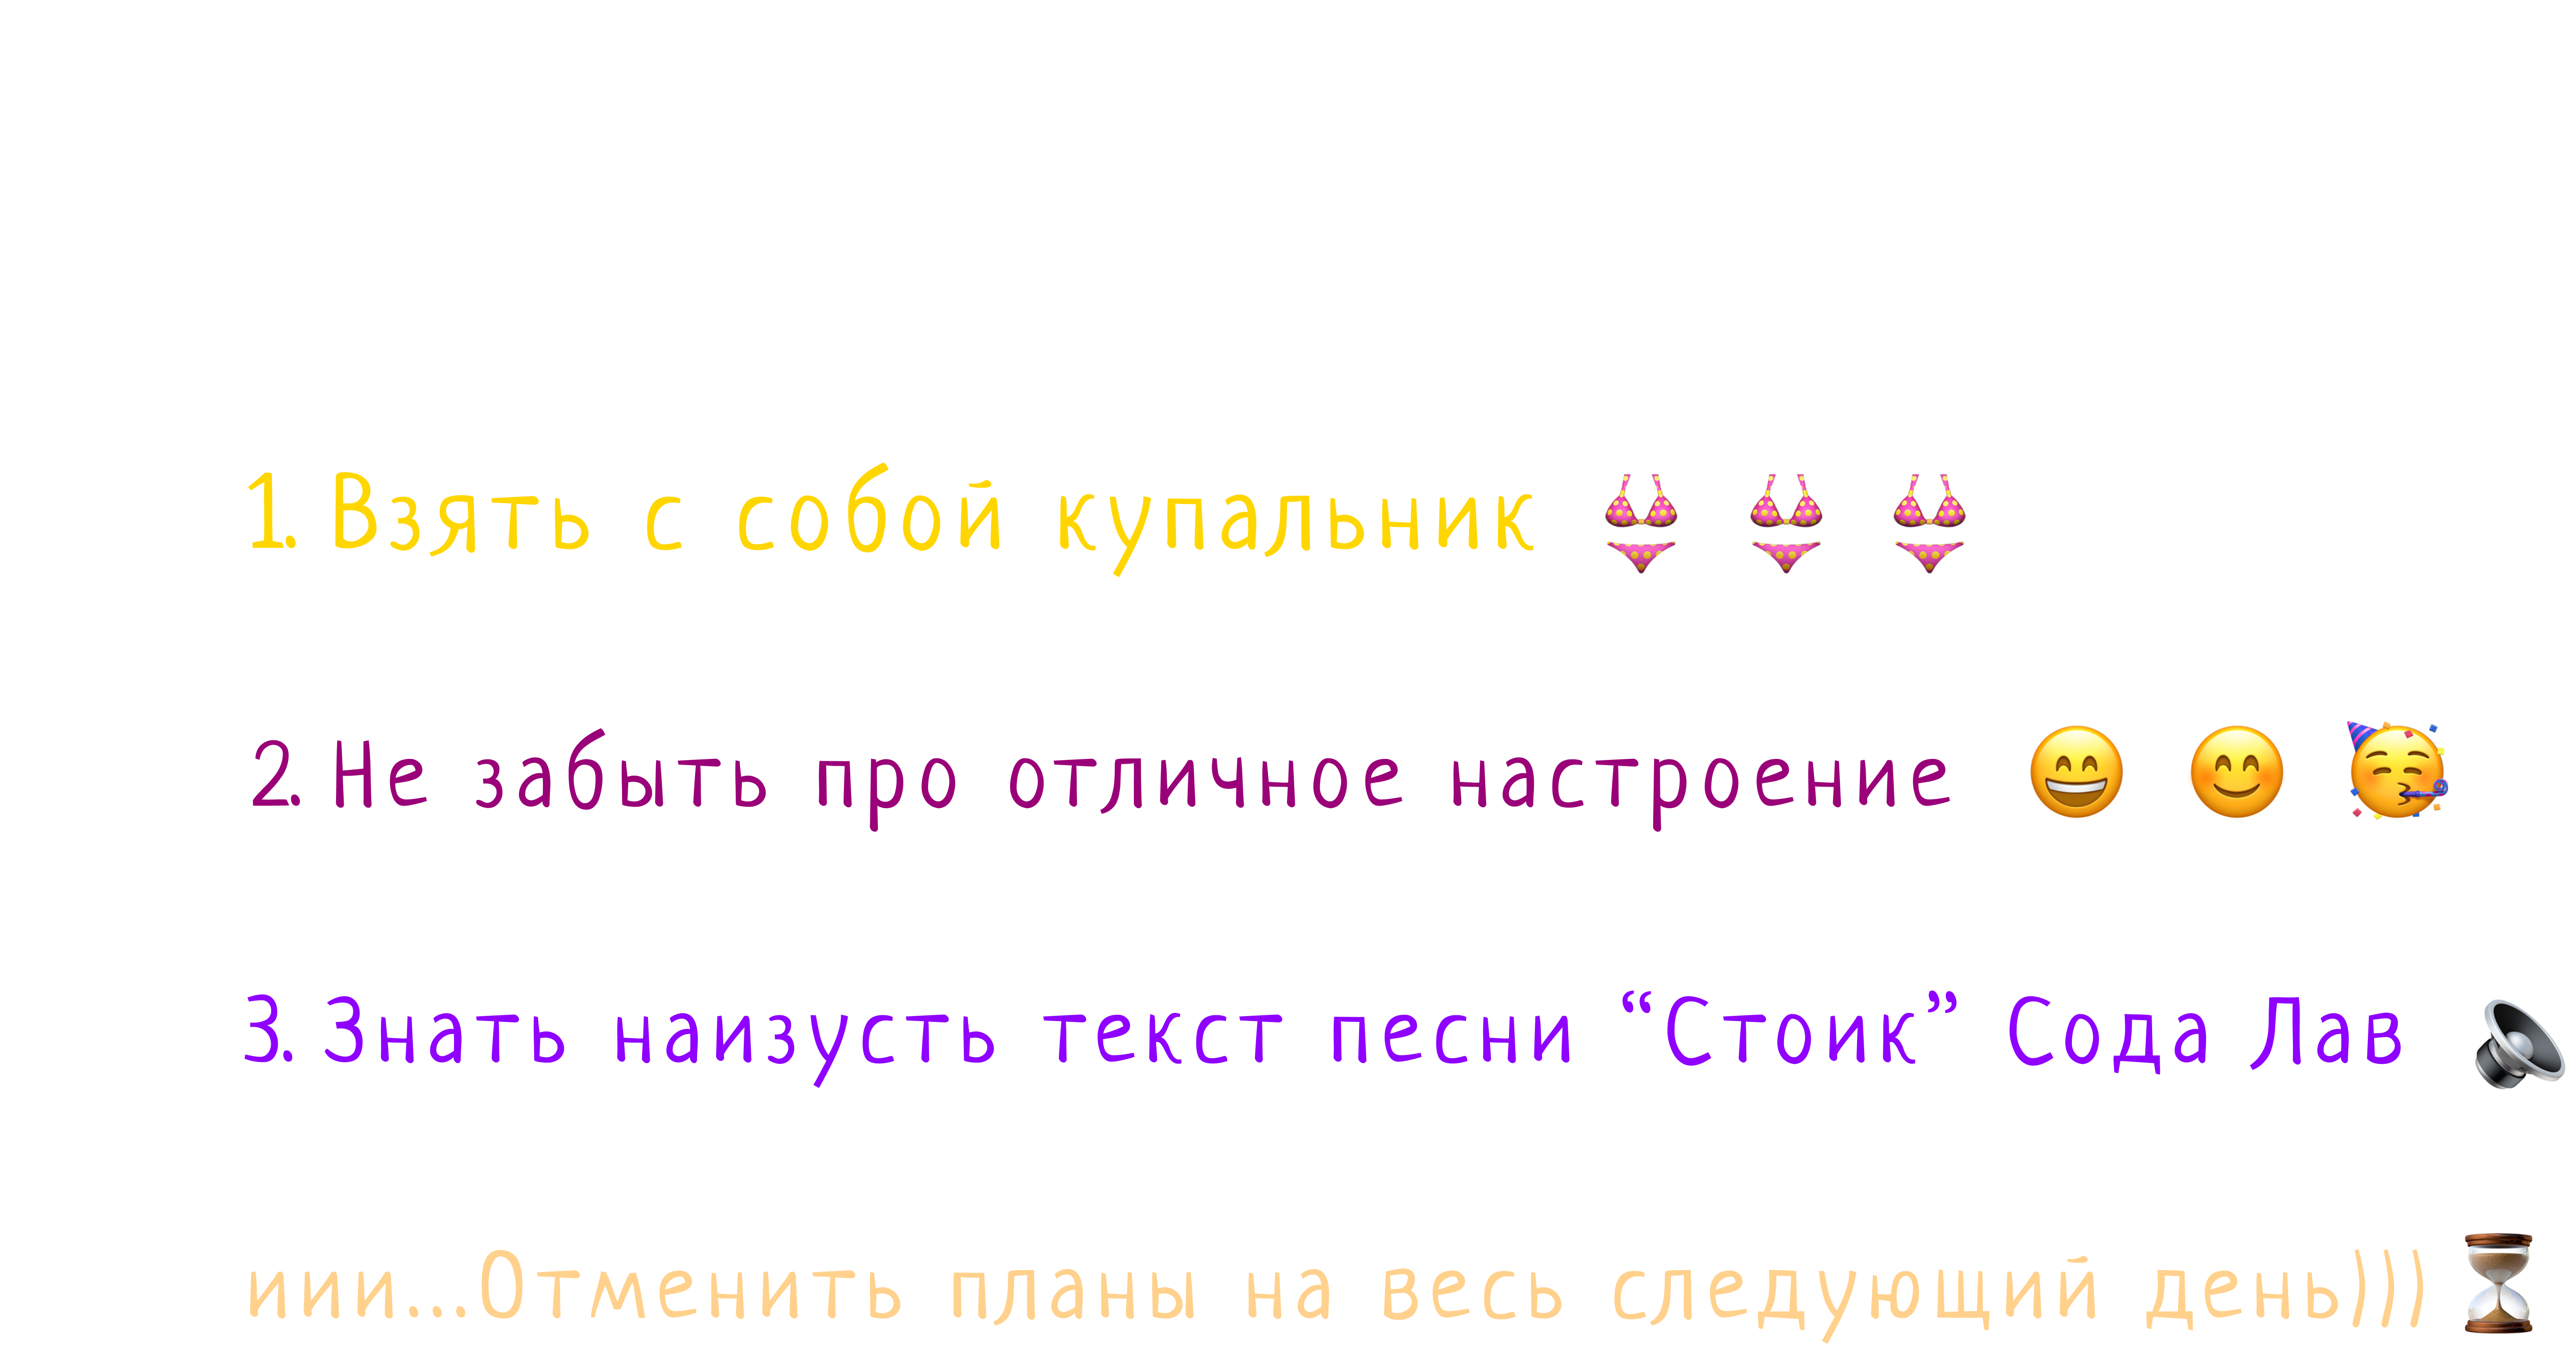 1. Взять с собой купальник 👙 👙 👙
2. Не забыть про отличное настроение 😄 😊 🥳
3. Знать наизусть текст песни “Стоик” Сода Лав 🔈
иии...Отменить планы на весь следующий день))) ⏳